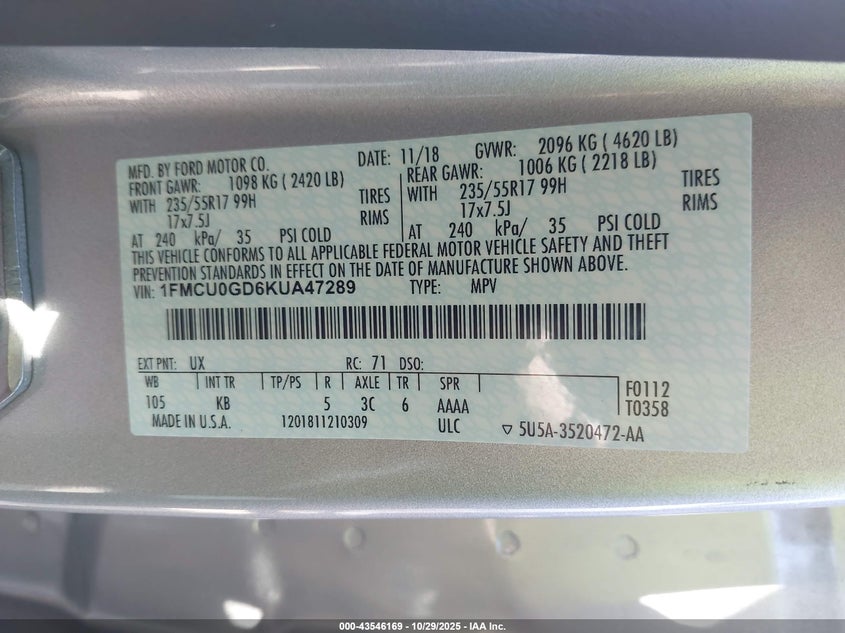 MFD. BY FORD MOTOR CO.
DATE: 11/18 GVWR: 2096 KG ( 4620 LB)
FRONT GAWR: 1098 KG ( 2420 LB)
WITH 235/55R17 99H TIRES
17x7.5J RIMS
AT 240 kPa/ 35 PSI COLD
REAR GAWR: 1006 KG ( 2218 LB)
WITH 235/55R17 99H TIRES
17x7.5J RIMS
AT 240 kPa/ 35 PSI COLD
THIS VEHICLE CONFORMS TO ALL APPLICABLE FEDERAL MOTOR VEHICLE SAFETY AND THEFT
PREVENTION STANDARDS IN EFFECT ON THE DATE OF MANUFACTURE SHOWN ABOVE.
VIN: 1FMCU0GD6KUA47289 TYPE: MPV
EXT PNT: UX RC: 71 DSO:
WB INT TR TP/PS R AXLE TR SPR
105 KB 5 3C 6 AAAA
F0112
T0358
MADE IN U.S.A. 1201811210309 ULC ▽ 5U5A-3520472-AA
000-43546169 - 10/29/2025 - IAA Inc.